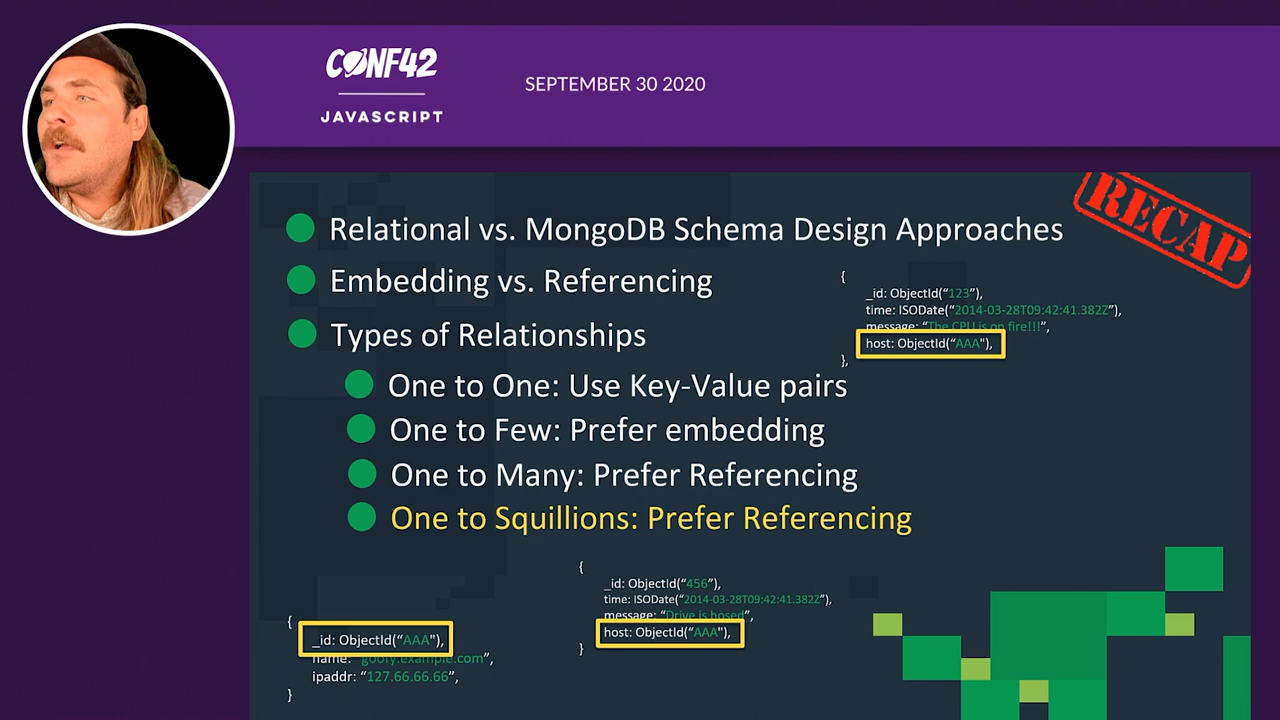 CONF42
JAVASCRIPT
SEPTEMBER 30 2020
RECAP
Relational vs. MongoDB Schema Design Approaches
Embedding vs. Referencing
Types of Relationships
One to One: Use Key-Value pairs
One to Few: Prefer embedding
One to Many: Prefer Referencing
One to Squillions: Prefer Referencing
{
_id: ObjectId(“123”),
time: ISODate(“2014-03-28T09:42:41.382Z”),
message: “The CPU is on fire!!!”,
host: ObjectId(“AAA"),
},
{
_id: ObjectId(“456”),
time: ISODate(“2014-03-28T09:42:41.382Z”),
message: “Drive is hosed”,
host: ObjectId(“AAA"),
}
{
_id: ObjectId(“AAA"),
name: “goofy.example.com”,
ipaddr: “127.66.66.66”,
}